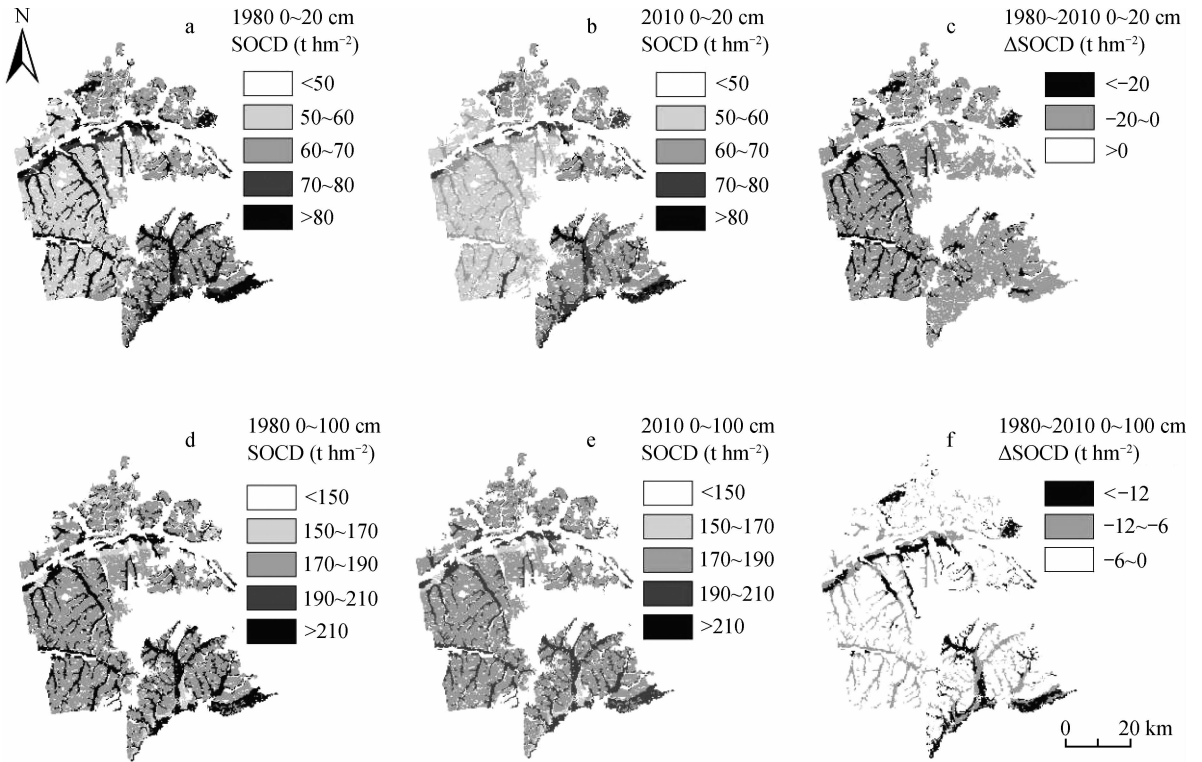 N
a
1980 0~20 cm
SOCD (t hm⁻²)
<50
50~60
60~70
70~80
>80
b
2010 0~20 cm
SOCD (t hm⁻²)
<50
50~60
60~70
70~80
>80
c
1980~2010 0~20 cm
ΔSOCD (t hm⁻²)
<−20
−20~0
>0
d
1980 0~100 cm
SOCD (t hm⁻²)
<150
150~170
170~190
190~210
>210
e
2010 0~100 cm
SOCD (t hm⁻²)
<150
150~170
170~190
190~210
>210
f
1980~2010 0~100 cm
ΔSOCD (t hm⁻²)
<−12
−12~−6
−6~0
0 20 km